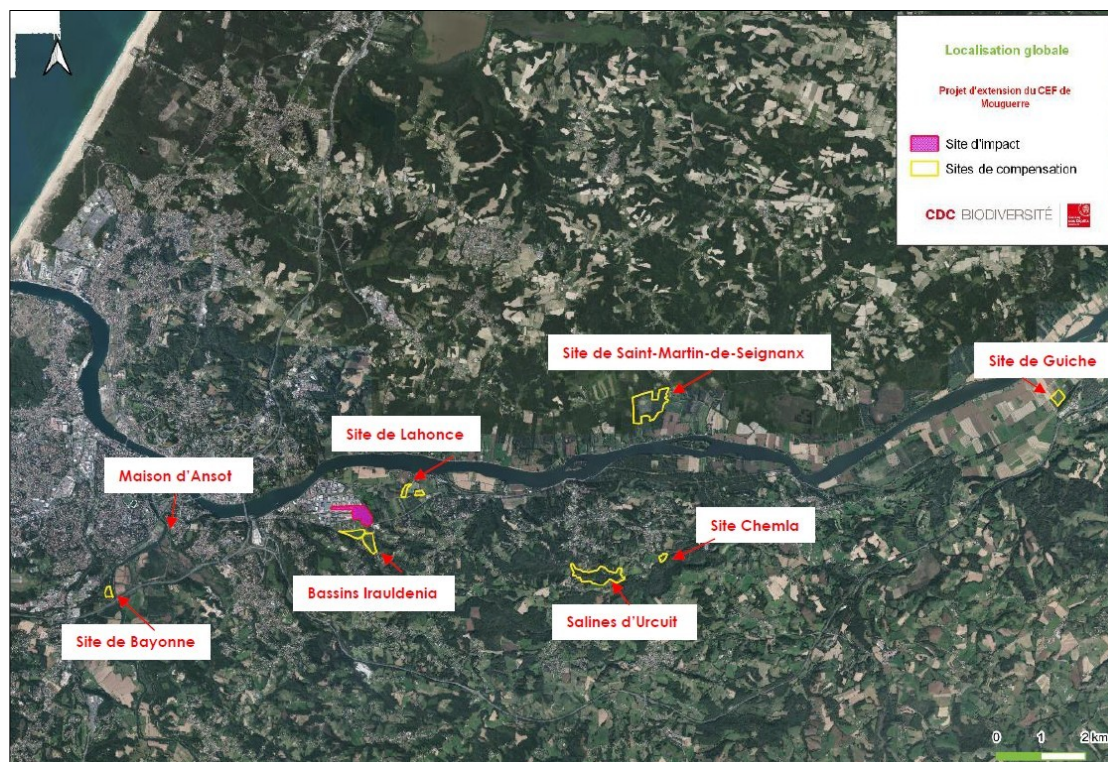 Localisation globale
Projet d'extension du CEF de
Mouguerre
Site d'impact
Sites de compensation
CDC BIODIVERSITÉ
Site de Saint-Martin-de-Seignanx
Site de Guiche
Site de Lahonce
Maison d'Ansot
Site Chemla
Bassins Irauldenia
Salines d'Urcuit
Site de Bayonne
0 1 2 km